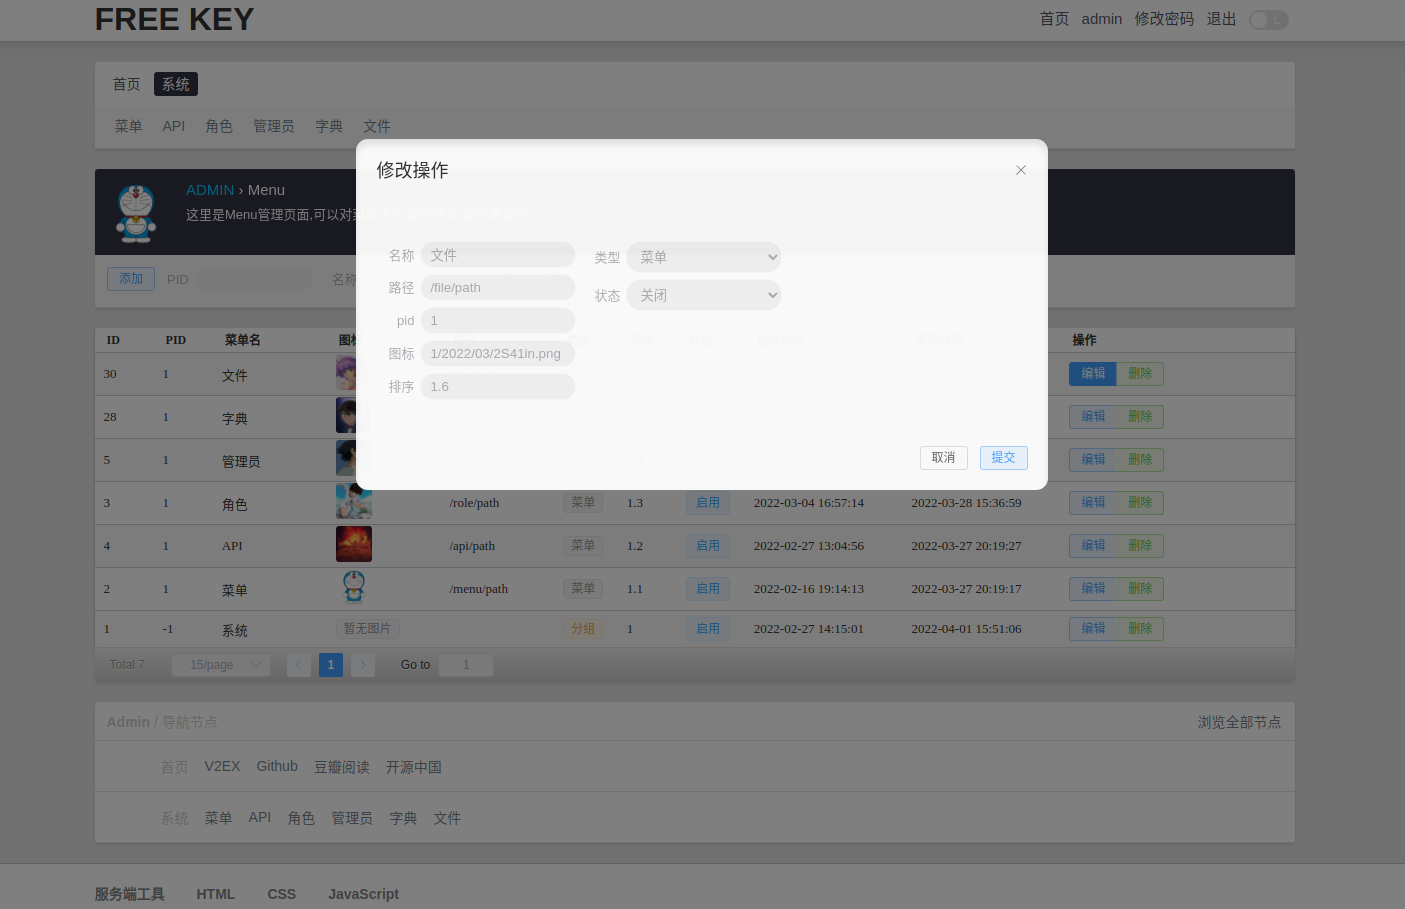 FREE KEY
首页 admin 修改密码 退出
首页 系统
菜单 API 角色 管理员 字典 文件
修改操作
ADMIN › Menu
这里是Menu管理页面,可以对
名称 文件 类型 菜单
添加 PID 名称
路径 /file/path 状态 关闭
pid 1
ID PID 菜单名 图标 操作
图标 1/2022/03/2S41in.png
30 1 文件 编辑 删除
排序 1.6
28 1 字典 编辑 删除
5 1 管理员 编辑 删除
取消 提交
3 1 角色 /role/path 菜单 1.3 启用 2022-03-04 16:57:14 2022-03-28 15:36:59 编辑 删除
4 1 API /api/path 菜单 1.2 启用 2022-02-27 13:04:56 2022-03-27 20:19:27 编辑 删除
2 1 菜单 /menu/path 菜单 1.1 启用 2022-02-16 19:14:13 2022-03-27 20:19:17 编辑 删除
1 -1 系统 暂无图片 分组 1 启用 2022-02-27 14:15:01 2022-04-01 15:51:06 编辑 删除
Total 7 15/page 1 Go to 1
Admin / 导航节点 浏览全部节点
首页 V2EX Github 豆瓣阅读 开源中国
系统 菜单 API 角色 管理员 字典 文件
服务端工具 HTML CSS JavaScript